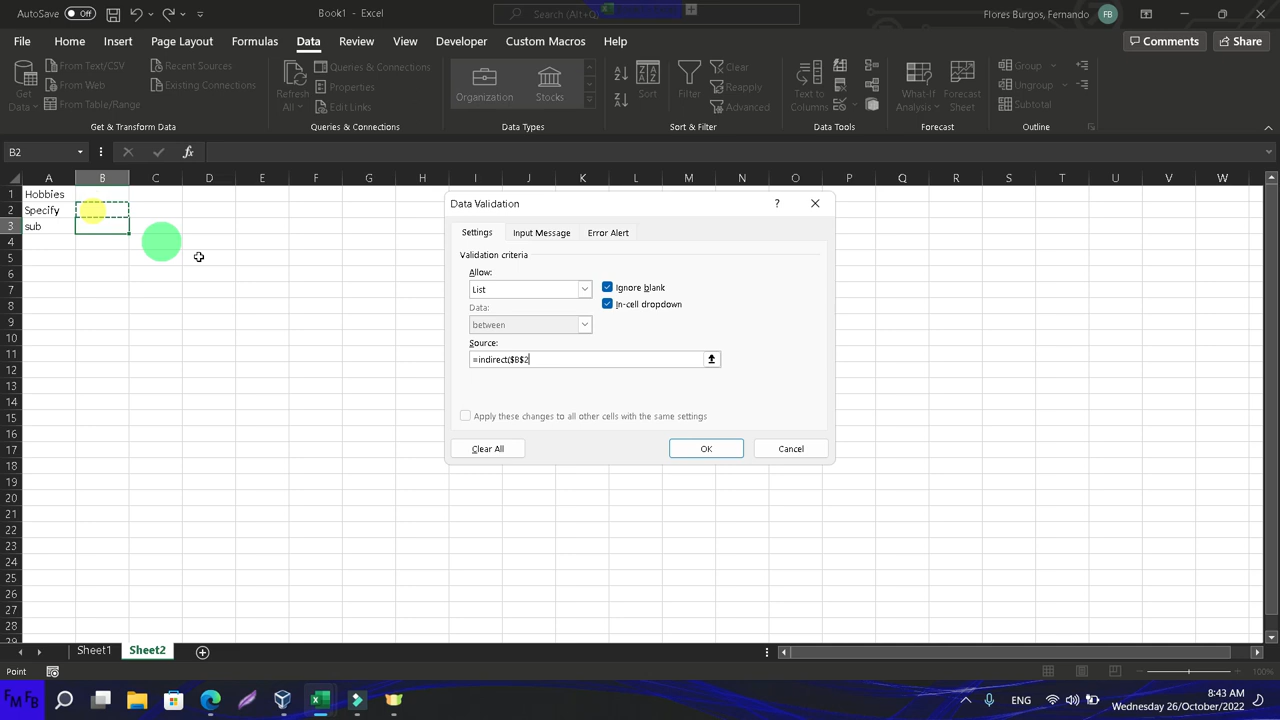 AutoSave Off Book1 - Excel Search (Alt+Q) Flores Burgos, Fernando FB
File Home Insert Page Layout Formulas Data Review View Developer Custom Macros Help Comments Share
Get Data
From Text/CSV
From Web
From Table/Range
Recent Sources
Existing Connections
Get & Transform Data
Refresh All
Queries & Connections
Properties
Edit Links
Queries & Connections
Organization Stocks
Data Types
Sort
Filter
Clear
Reapply
Advanced
Sort & Filter
Text to Columns
Data Tools
What-If Analysis
Forecast Sheet
Forecast
Group
Ungroup
Subtotal
Outline
B2 fx
A B C D E F G H I J K L M N O P Q R S T U V W
1 Hobbies
2 Specify
3 sub
4
5
6
7
8
9
10
11
12
13
14
15
16
17
18
19
20
21
22
23
24
25
26
27
28
29
Data Validation ?
Settings Input Message Error Alert
Validation criteria
Allow:
List
Ignore blank
Data:
In-cell dropdown
between
Source:
=indirect($B$2
Apply these changes to all other cells with the same settings
Clear All OK Cancel
Sheet1 Sheet2
Point 100%
FM FB ENG 8:43 AM
Wednesday 26/October/2022